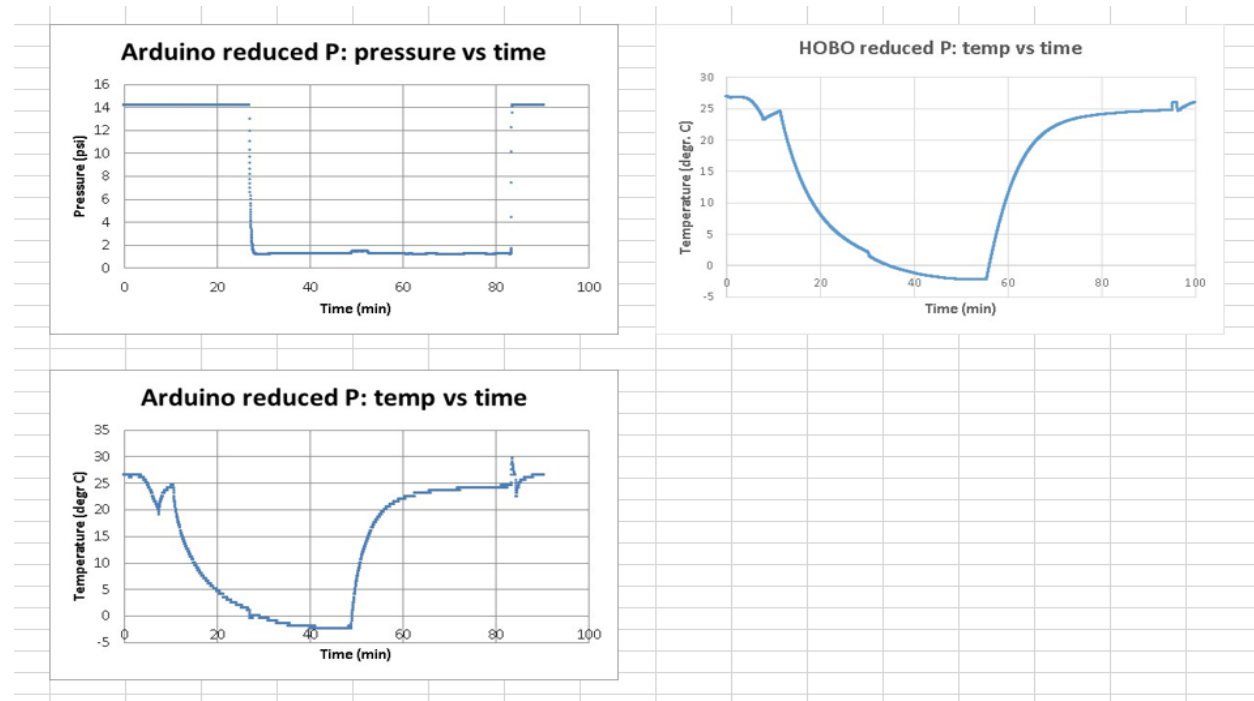 Arduino reduced P: pressure vs time
16
14
12
10
8
6
4
2
0
Pressure (psi)
0 20 40 60 80 100
Time (min)
HOBO reduced P: temp vs time
30
25
20
15
10
5
0
-5
Temperature (degr. C)
0 20 40 60 80 100
Time (min)
Arduino reduced P: temp vs time
35
30
25
20
15
10
5
0
-5
Temperature (degr C)
0 20 40 60 80 100
Time (min)